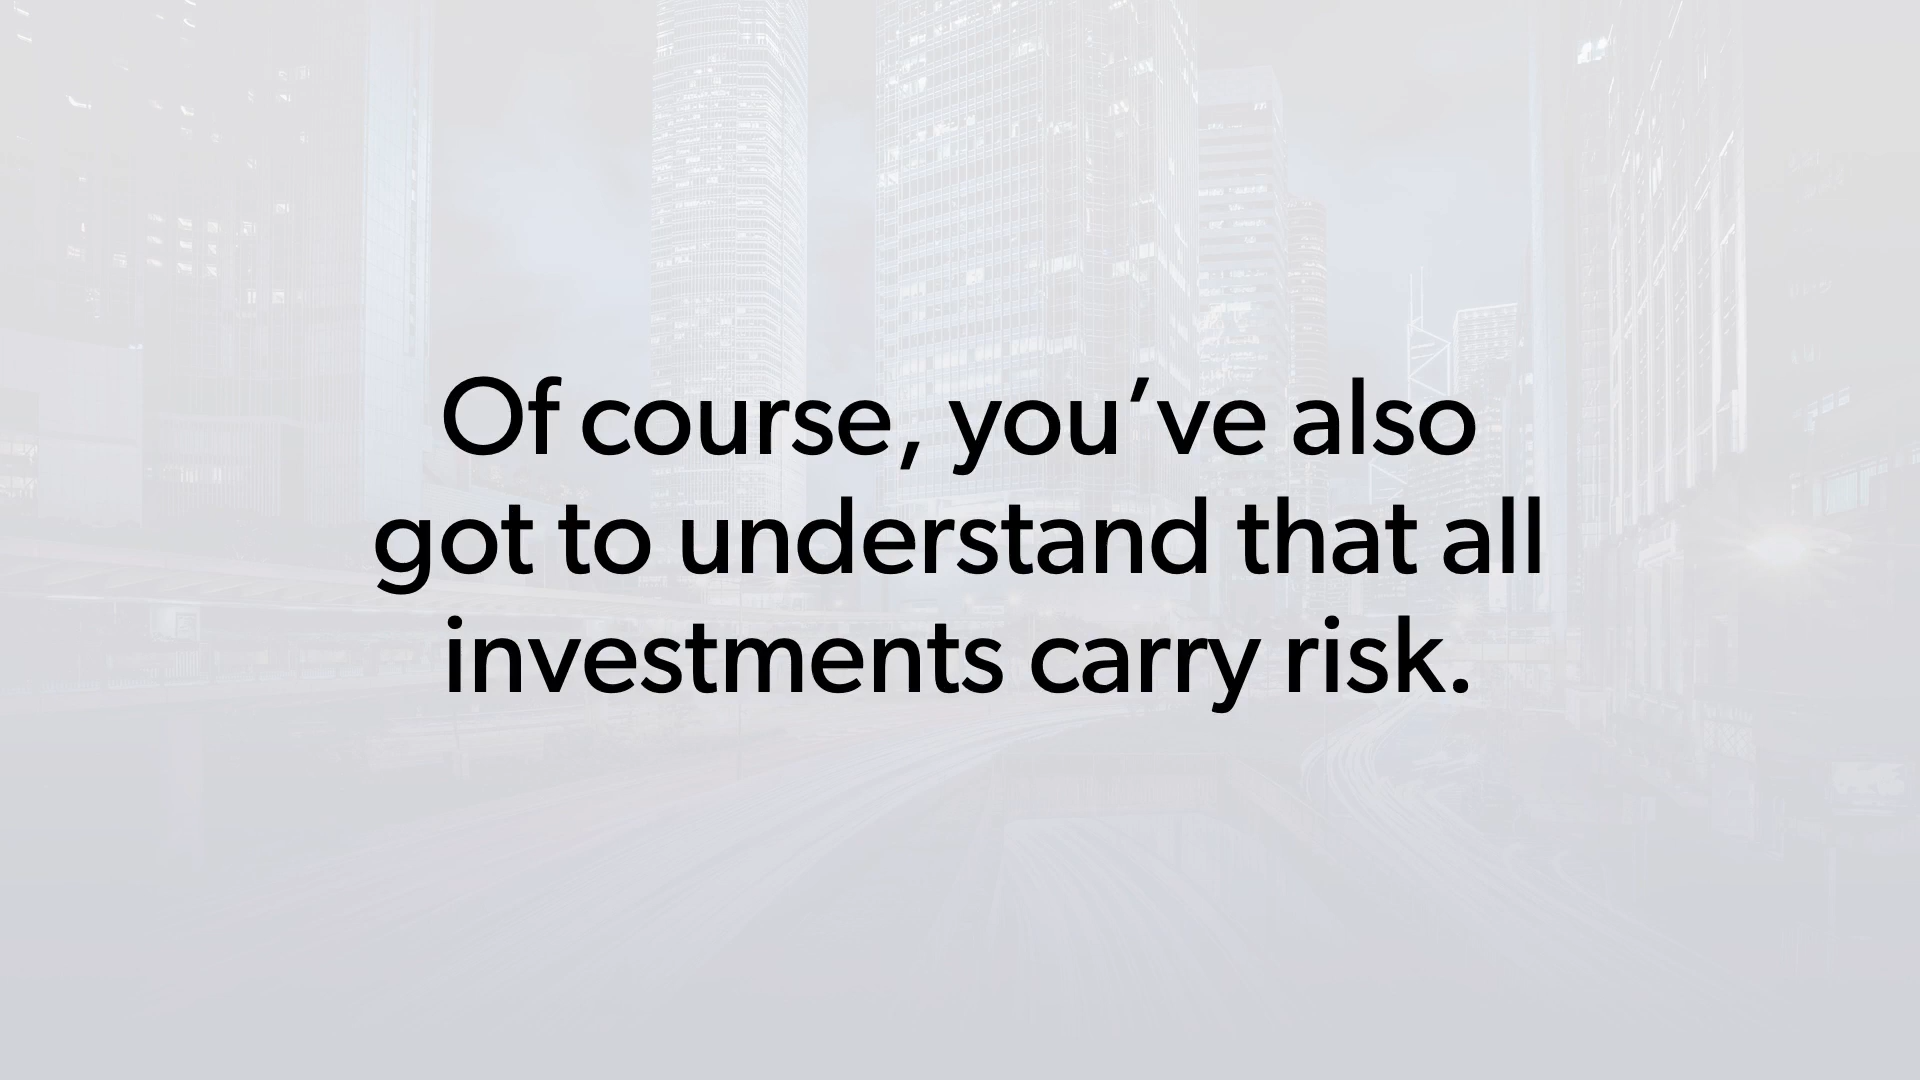 Of course, you’ve also
got to understand that all
investments carry risk.